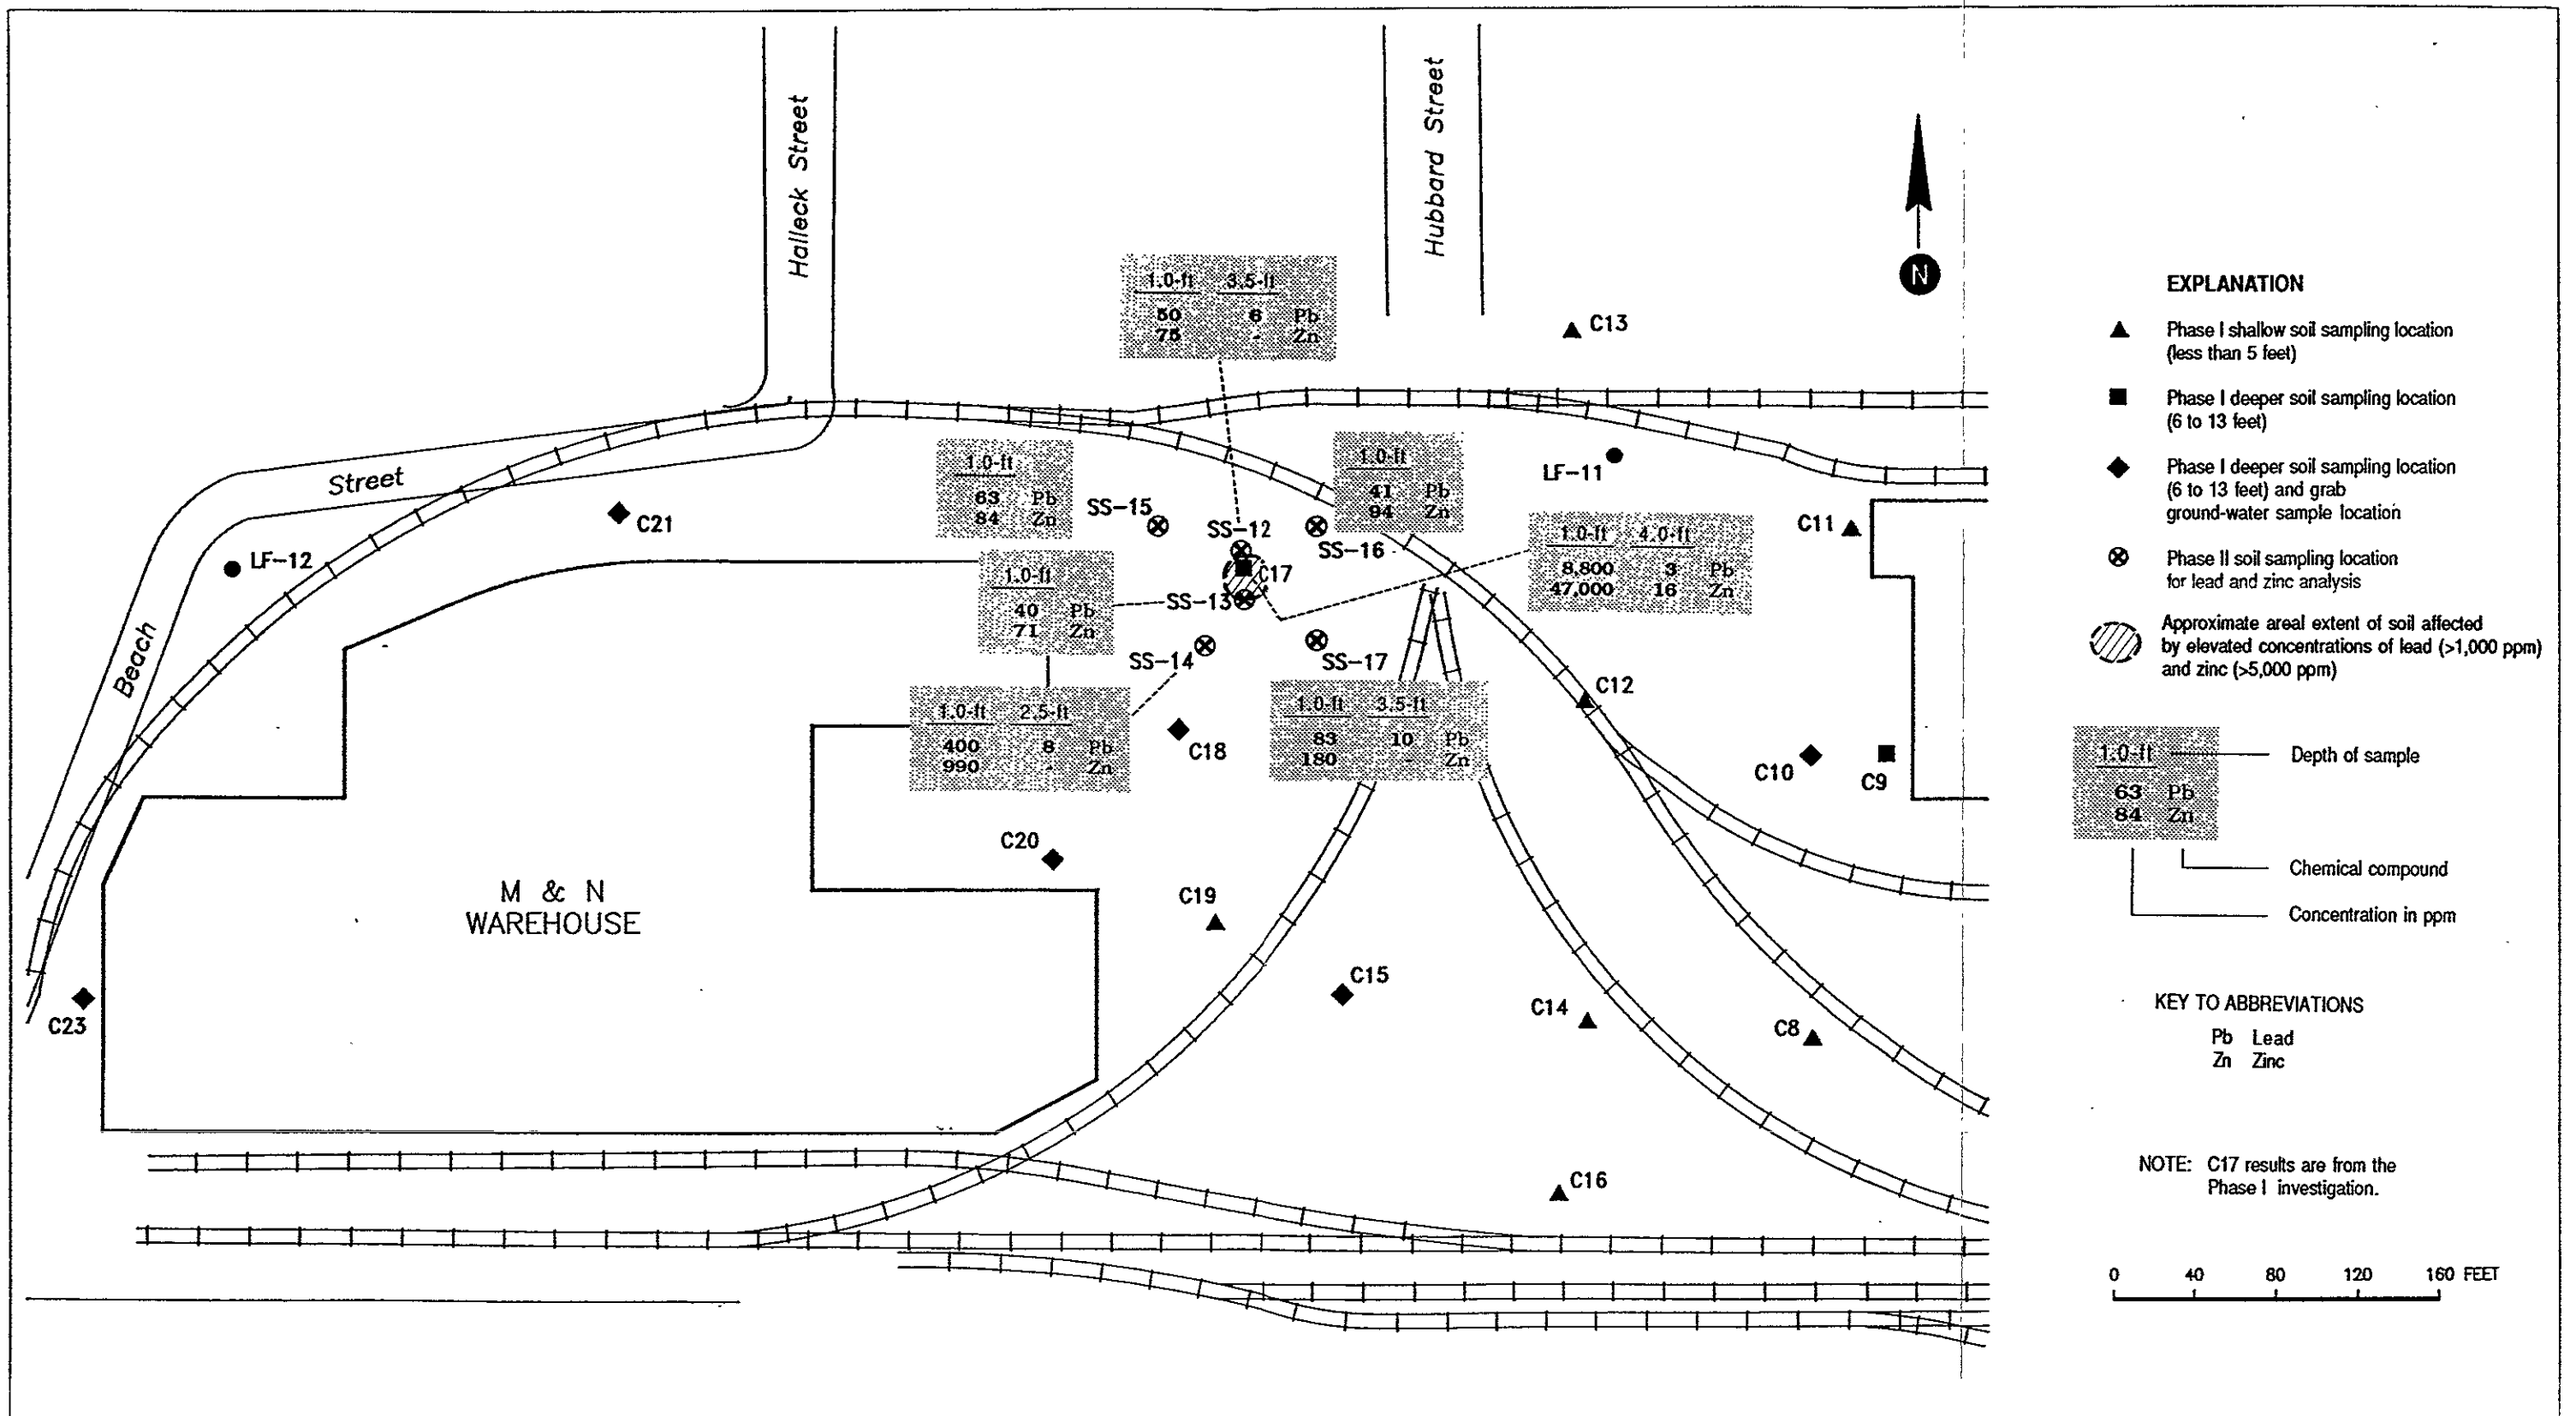 Halleck Street
Hubbard Street
N
1.0-ft 3.5-ft
50 6 Pb
75 - Zn
C13
Street
Beach
LF-12
C21
1.0-ft
63 Pb
84 Zn
SS-15
SS-12
1.0-ft
41 Pb
94 Zn
SS-16
LF-11
C11
1.0-ft 4.0-ft
8,800 3 Pb
47,000 16 Zn
C17
1.0-ft
40 Pb
71 Zn
SS-13
SS-14
SS-17
1.0-ft 2.5-ft
400 8 Pb
990 - Zn
C18
1.0-ft 3.5-ft
83 10 Pb
180 - Zn
C12
C10
C9
C20
M & N
WAREHOUSE
C19
C15
C14
C8
C23
C16
EXPLANATION
Phase I shallow soil sampling location
(less than 5 feet)
Phase I deeper soil sampling location
(6 to 13 feet)
Phase I deeper soil sampling location
(6 to 13 feet) and grab
ground-water sample location
Phase II soil sampling location
for lead and zinc analysis
Approximate areal extent of soil affected
by elevated concentrations of lead (>1,000 ppm)
and zinc (>5,000 ppm)
1.0-ft
63 Pb
84 Zn
Depth of sample
Chemical compound
Concentration in ppm
KEY TO ABBREVIATIONS
Pb Lead
Zn Zinc
NOTE: C17 results are from the
Phase I investigation.
0 40 80 120 160 FEET